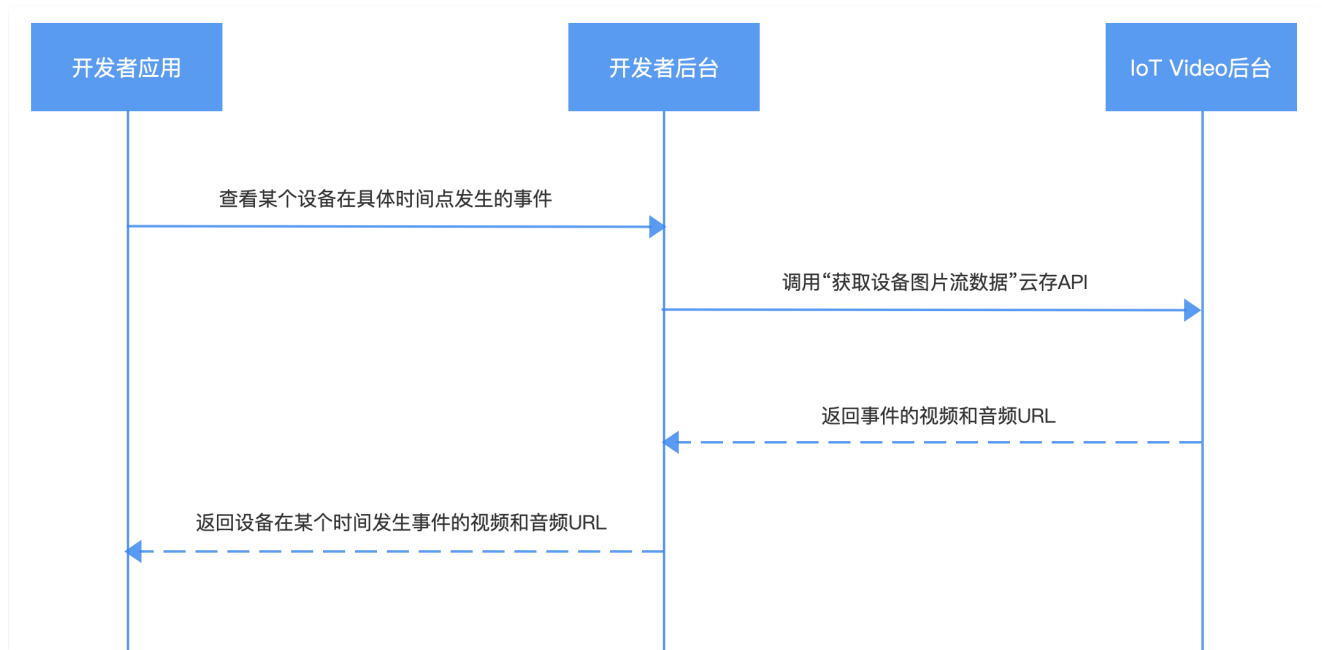 开发者应用
开发者后台
IoT Video后台
查看某个设备在具体时间点发生的事件
调用“获取设备图片流数据”云存API
返回事件的视频和音频URL
返回设备在某个时间发生事件的视频和音频URL